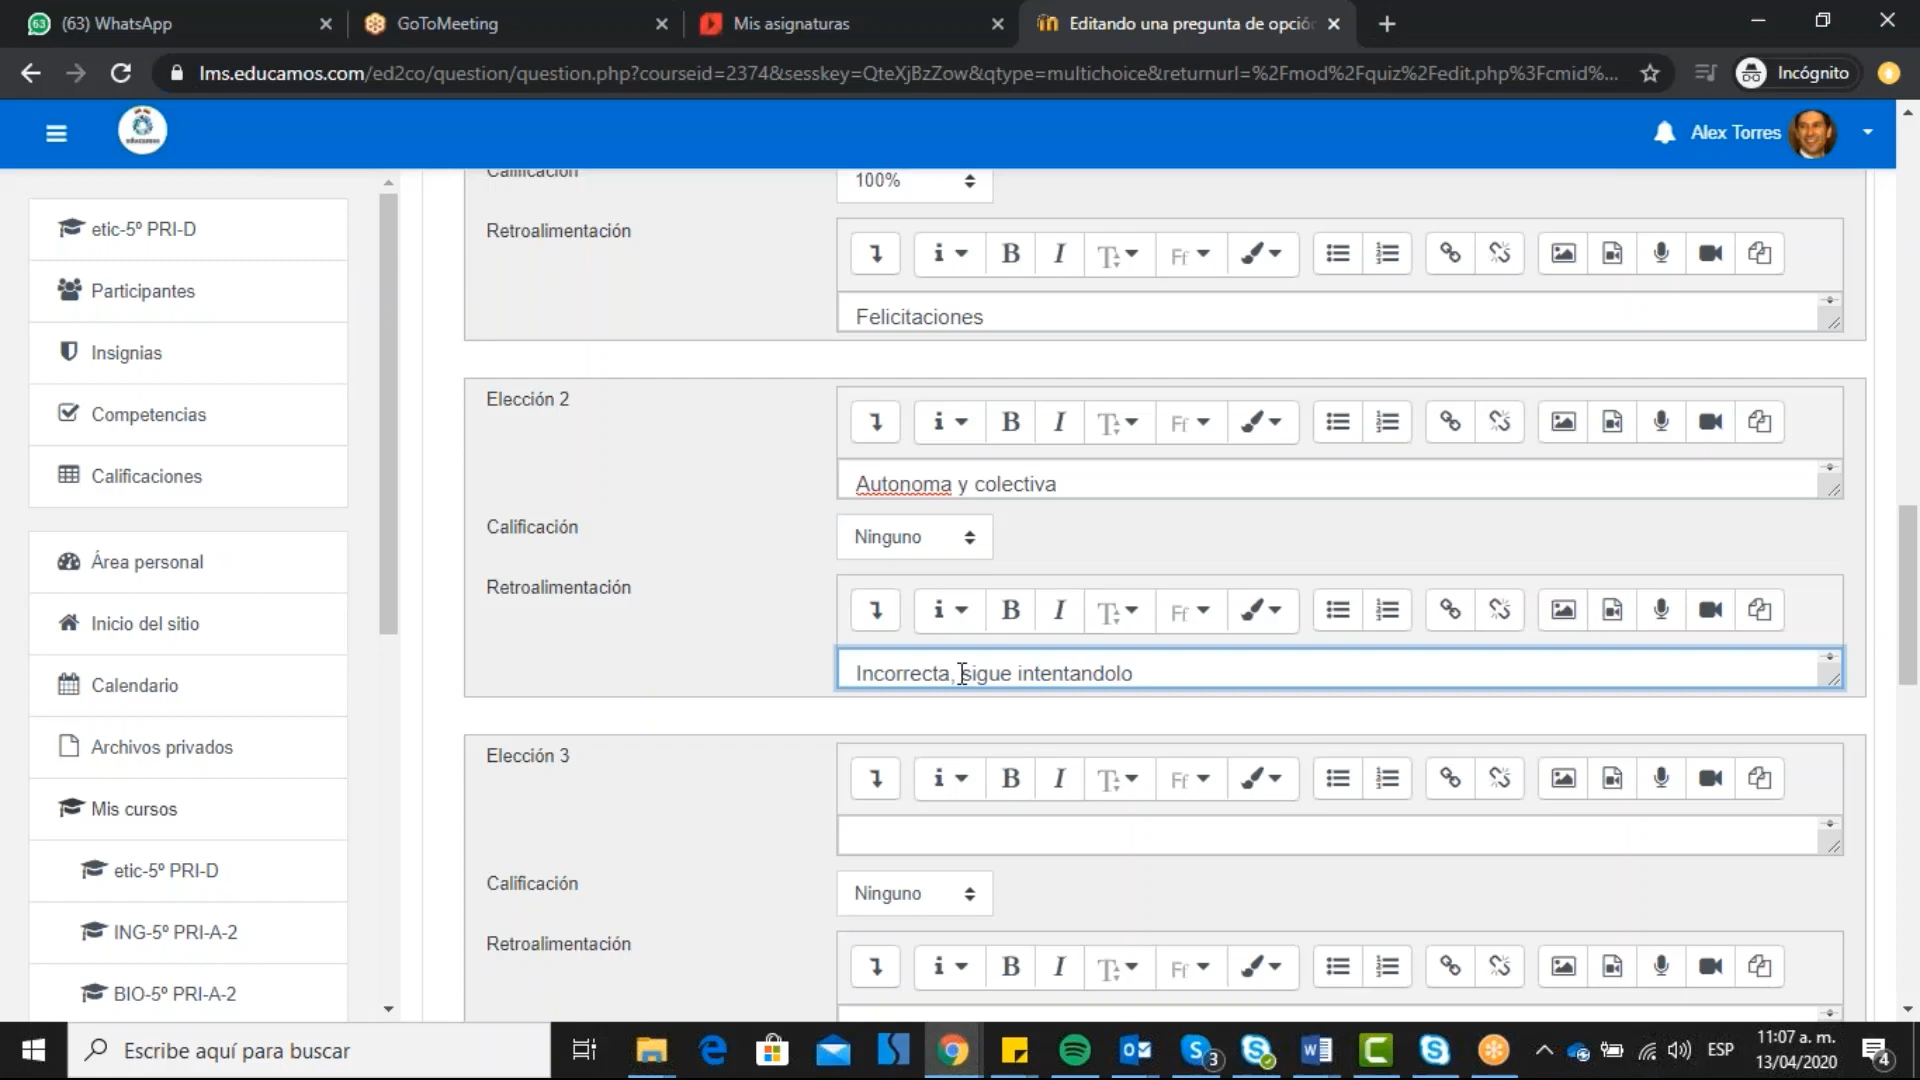 (63) WhatsApp
GoToMeeting
Mis asignaturas
Editando una pregunta de opció
lms.educamos.com/ed2co/question/question.php?courseid=2374&sesskey=QteXjBzZow&qtype=multichoice&returnurl=%2Fmod%2Fquiz%2Fedit.php%3Fcmid%...
Incógnito
Alex Torres
etic-5º PRI-D
Participantes
Insignias
Competencias
Calificaciones
Área personal
Inicio del sitio
Calendario
Archivos privados
Mis cursos
etic-5º PRI-D
ING-5º PRI-A-2
BIO-5º PRI-A-2
Calificación
100%
Retroalimentación
Felicitaciones
Elección 2
Autonoma y colectiva
Calificación
Ninguno
Retroalimentación
Incorrecta, sigue intentandolo
Elección 3
Calificación
Ninguno
Retroalimentación
Escribe aquí para buscar
3
ESP
11:07 a. m.
13/04/2020
4